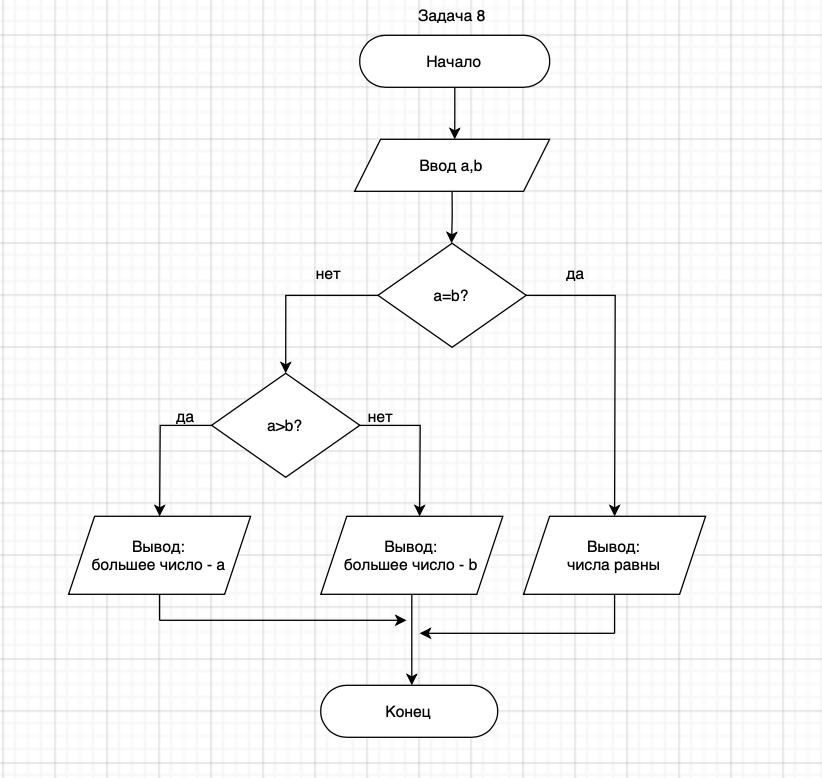 Задача 8
Начало
Ввод a,b
нет
да
a=b?
да
a>b?
нет
Вывод:
большее число - a
Вывод:
большее число - b
Вывод:
числа равны
Конец